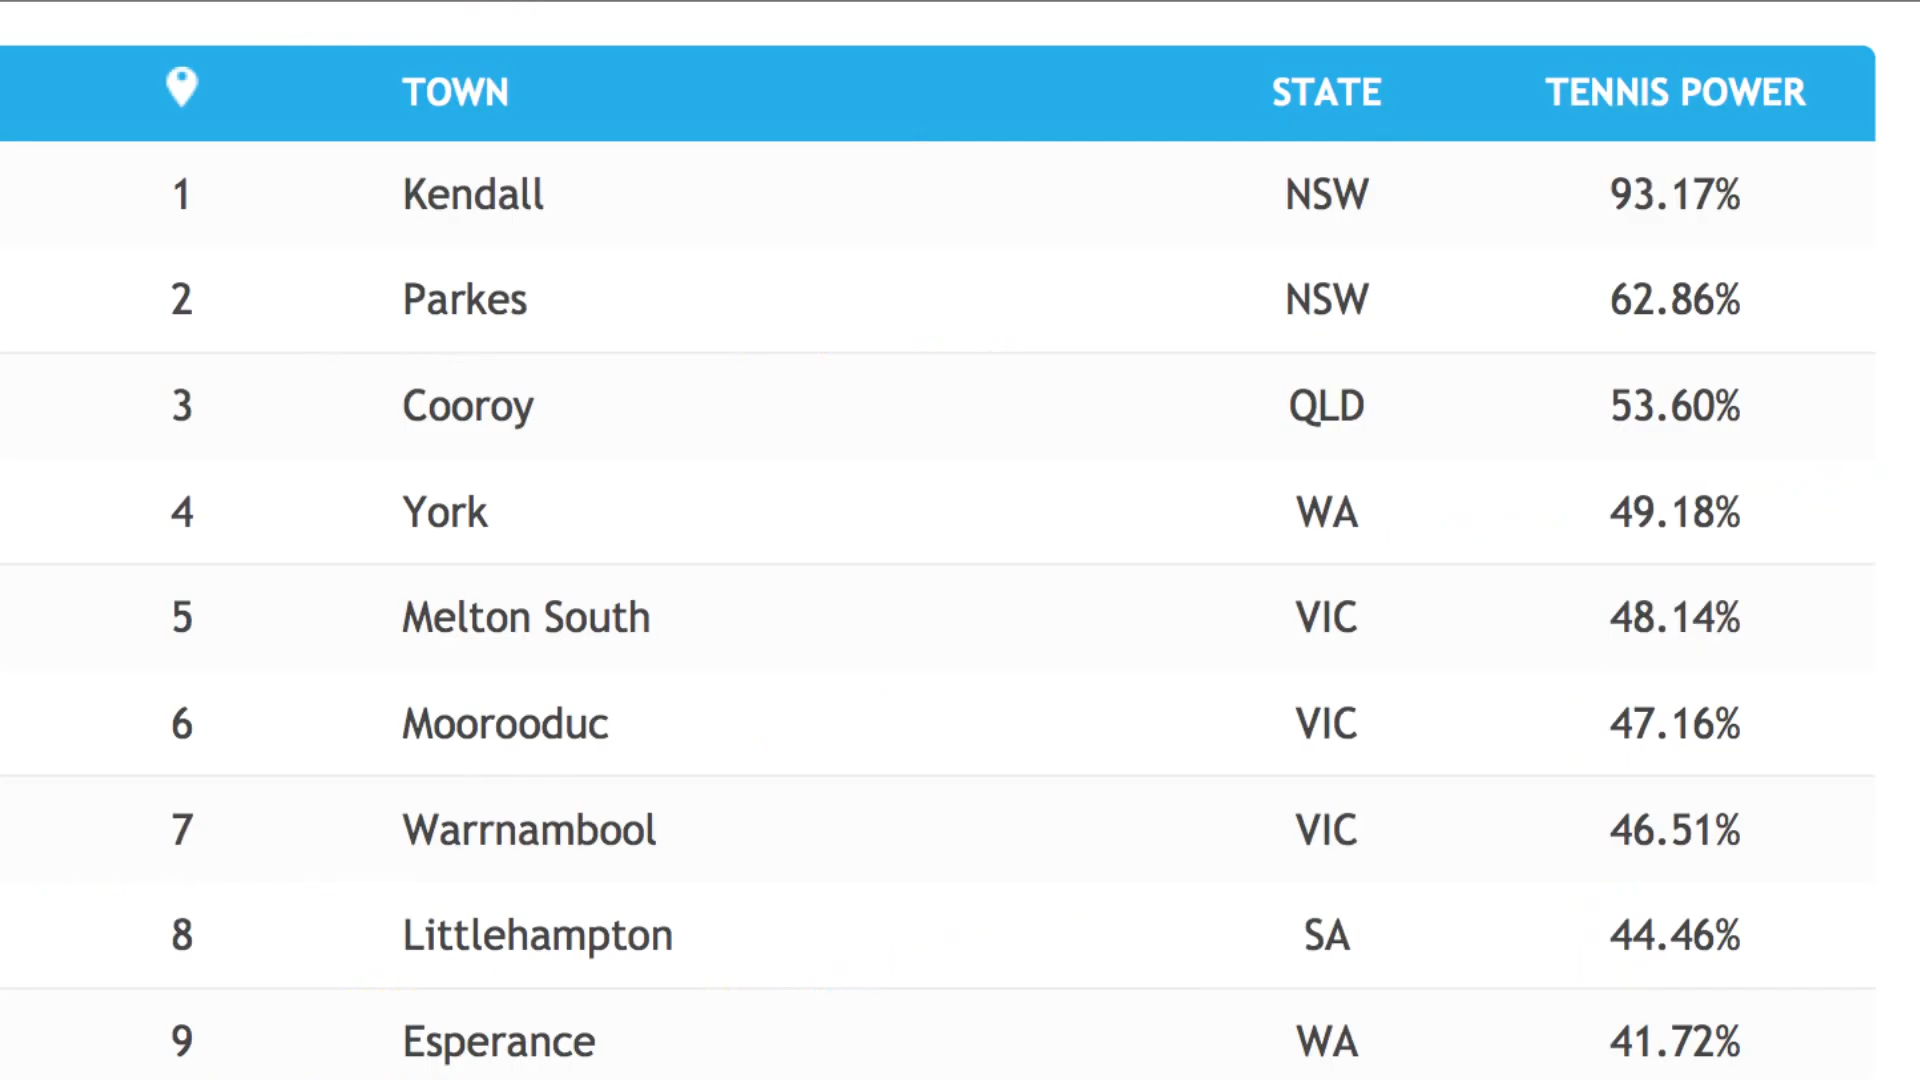 TOWN STATE TENNIS POWER
1 Kendall NSW 93.17%
2 Parkes NSW 62.86%
3 Cooroy QLD 53.60%
4 York WA 49.18%
5 Melton South VIC 48.14%
6 Moorooduc VIC 47.16%
7 Warrnambool VIC 46.51%
8 Littlehampton SA 44.46%
9 Esperance WA 41.72%